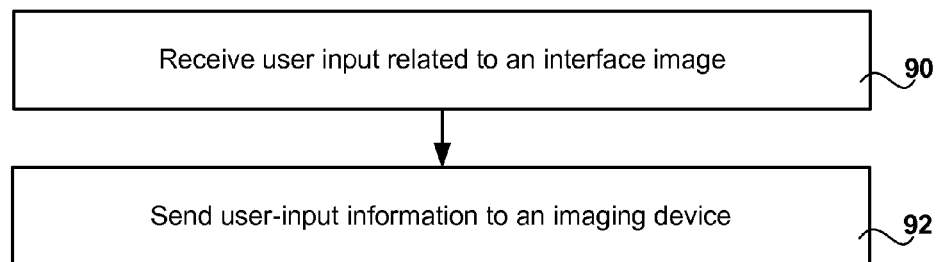 Receive user input related to an interface image
90
Send user-input information to an imaging device
92